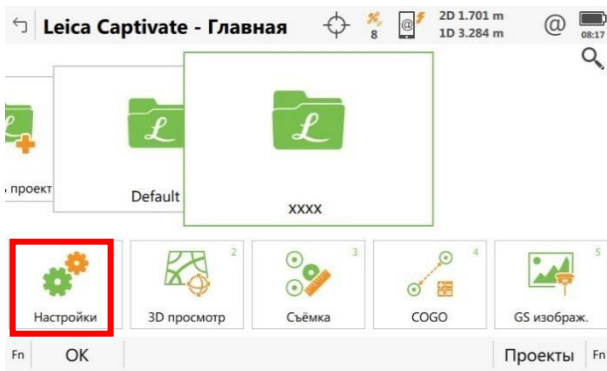 Leica Captivate - Главная
8
@
2D 1.701 m
1D 3.284 m
@
08:17
проект
Default
xxxx
Настройки
2
3D просмотр
3
Съёмка
4
COGO
5
GS изображ.
Fn
OK
Проекты
Fn